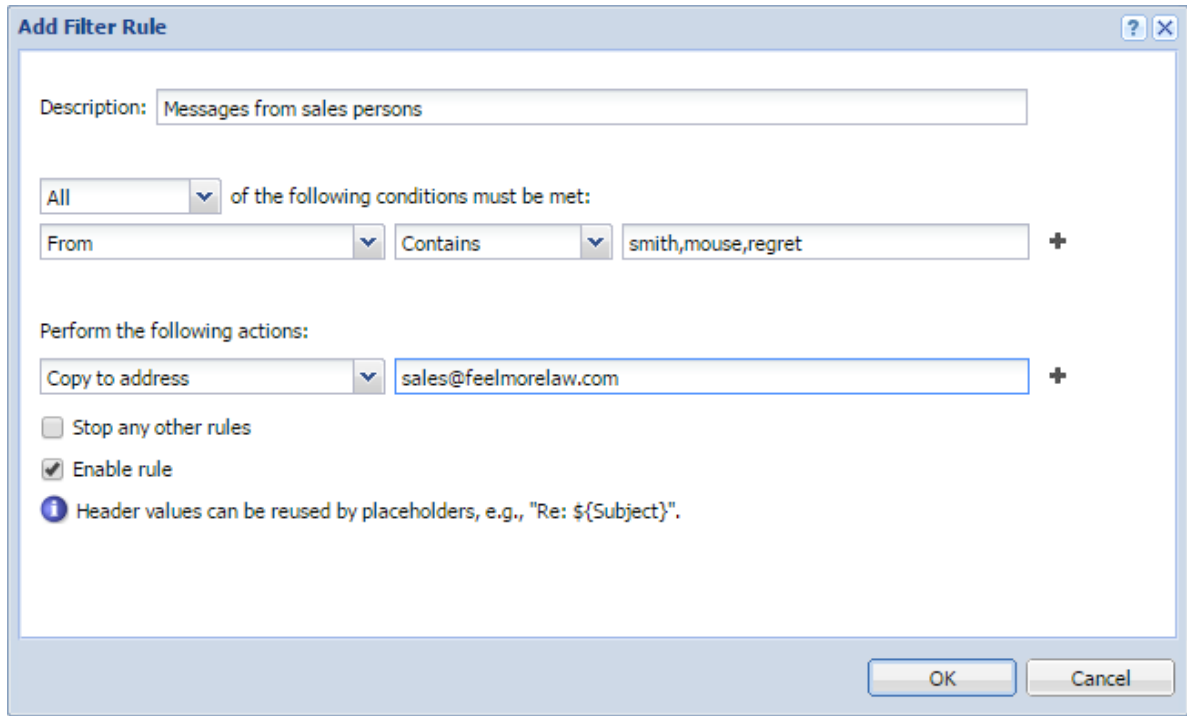 Add Filter Rule ?
Description: Messages from sales persons
All of the following conditions must be met:
From Contains smith,mouse,regret
Perform the following actions:
Copy to address sales@feelmorelaw.com
Stop any other rules
Enable rule
i Header values can be reused by placeholders, e.g., "Re: ${Subject}".
OK Cancel